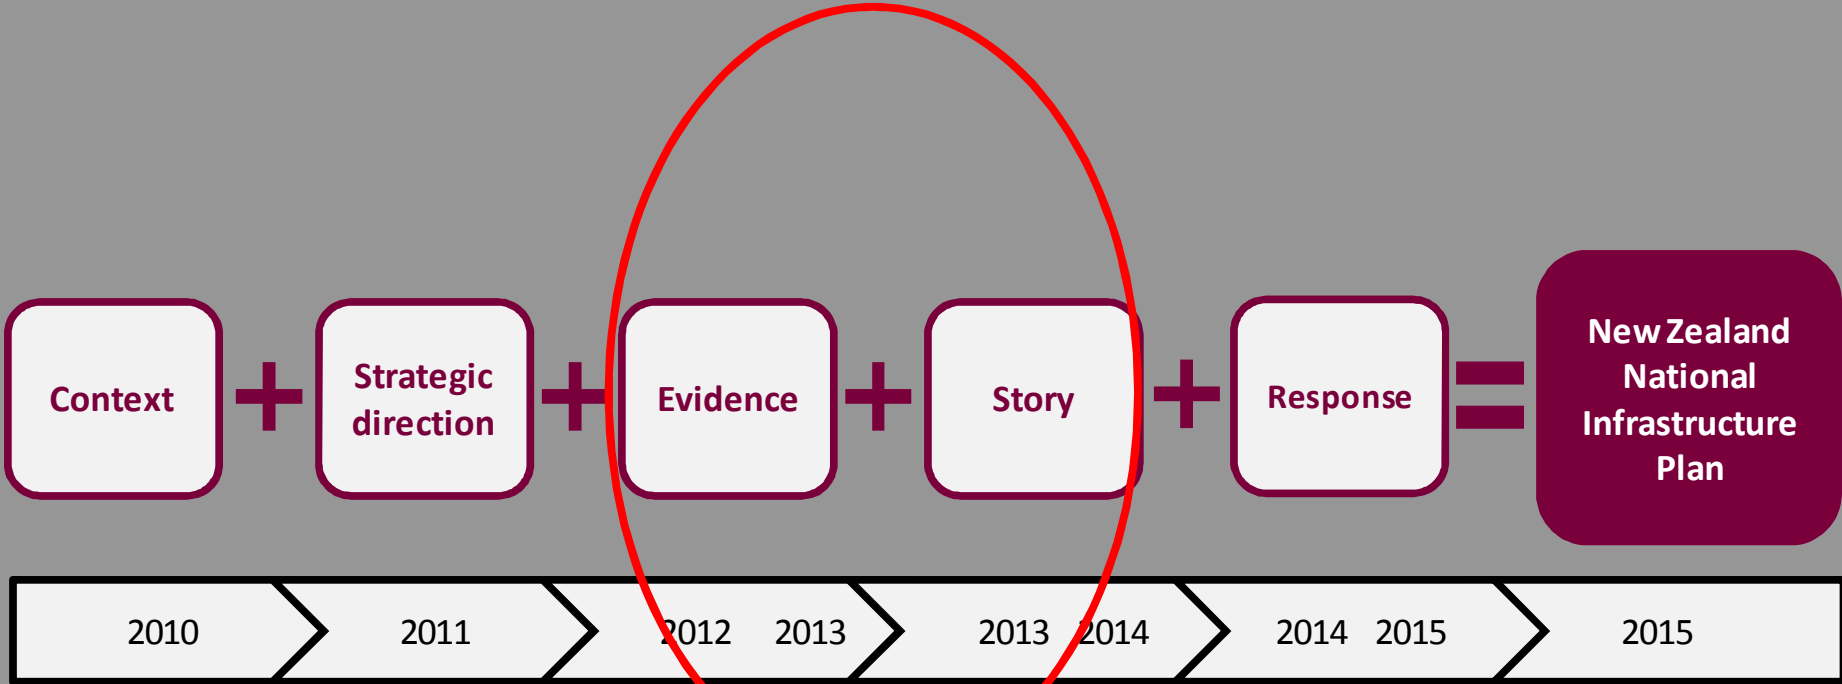 Context
+
Strategic
direction
+
Evidence
+
Story
+
Response
=
New Zealand
National
Infrastructure
Plan
2010
2011
2012 2013
2013 2014
2014 2015
2015